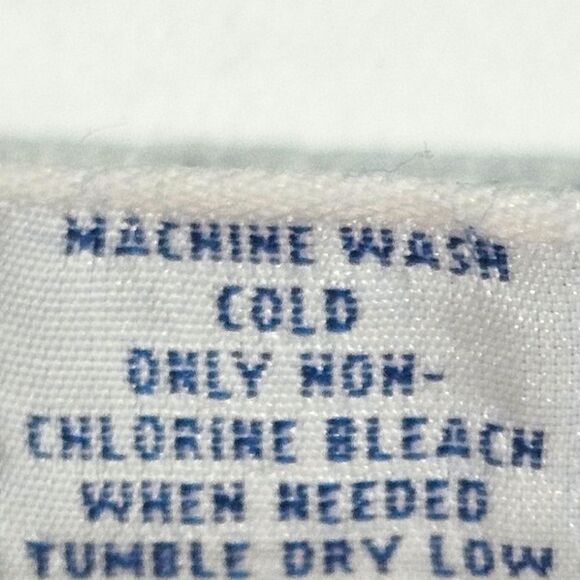 MACHINE WASH
COLD
ONLY NON-
CHLORINE BLEACH
WHEN NEEDED
TUMBLE DRY LOW